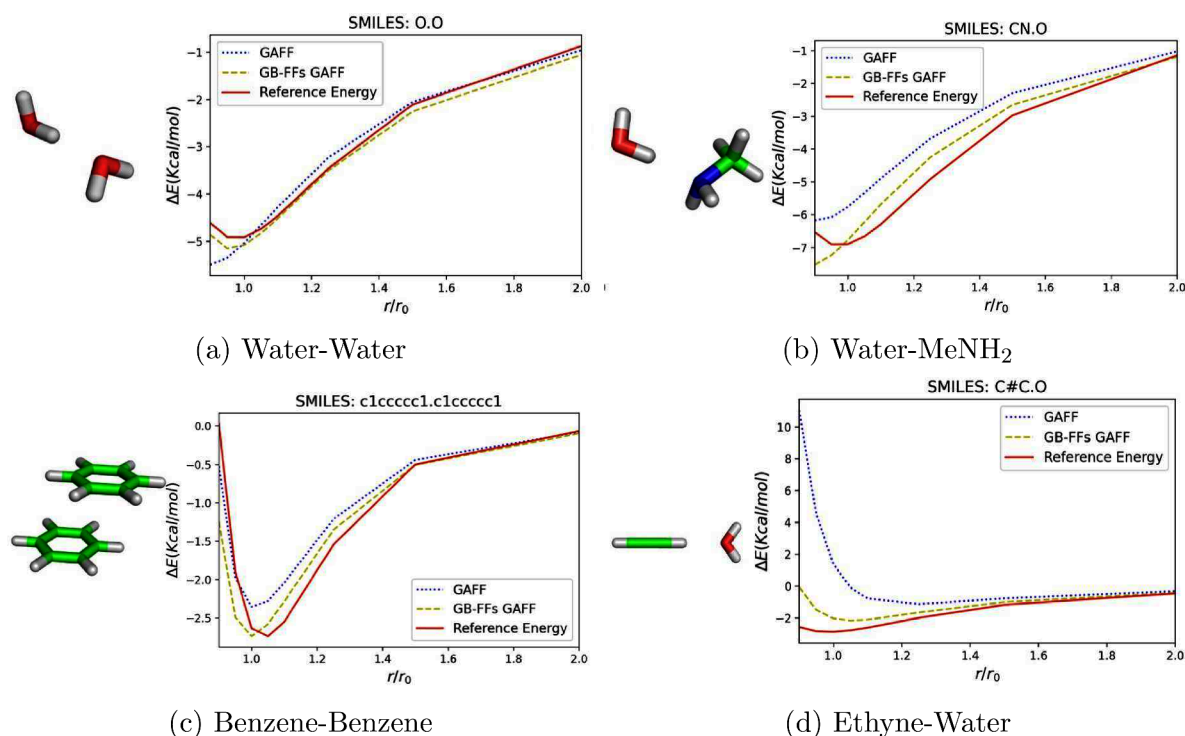 SMILES: O.O
GAFF
GB-FFs GAFF
Reference Energy
ΔE(Kcal/mol)
−1
−2
−3
−4
−5
1.0 1.2 1.4 1.6 1.8 2.0
r/r₀
(a) Water-Water
SMILES: CN.O
GAFF
GB-FFs GAFF
Reference Energy
ΔE(Kcal/mol)
−1
−2
−3
−4
−5
−6
−7
1.0 1.2 1.4 1.6 1.8 2.0
r/r₀
(b) Water-MeNH₂
SMILES: c1ccccc1.c1ccccc1
ΔE(Kcal/mol)
0.0
−0.5
−1.0
−1.5
−2.0
−2.5
GAFF
GB-FFs GAFF
Reference Energy
1.0 1.2 1.4 1.6 1.8 2.0
r/r₀
(c) Benzene-Benzene
SMILES: C#C.O
GAFF
GB-FFs GAFF
Reference Energy
ΔE(Kcal/mol)
10
8
6
4
2
0
−2
1.0 1.2 1.4 1.6 1.8 2.0
r/r₀
(d) Ethyne-Water